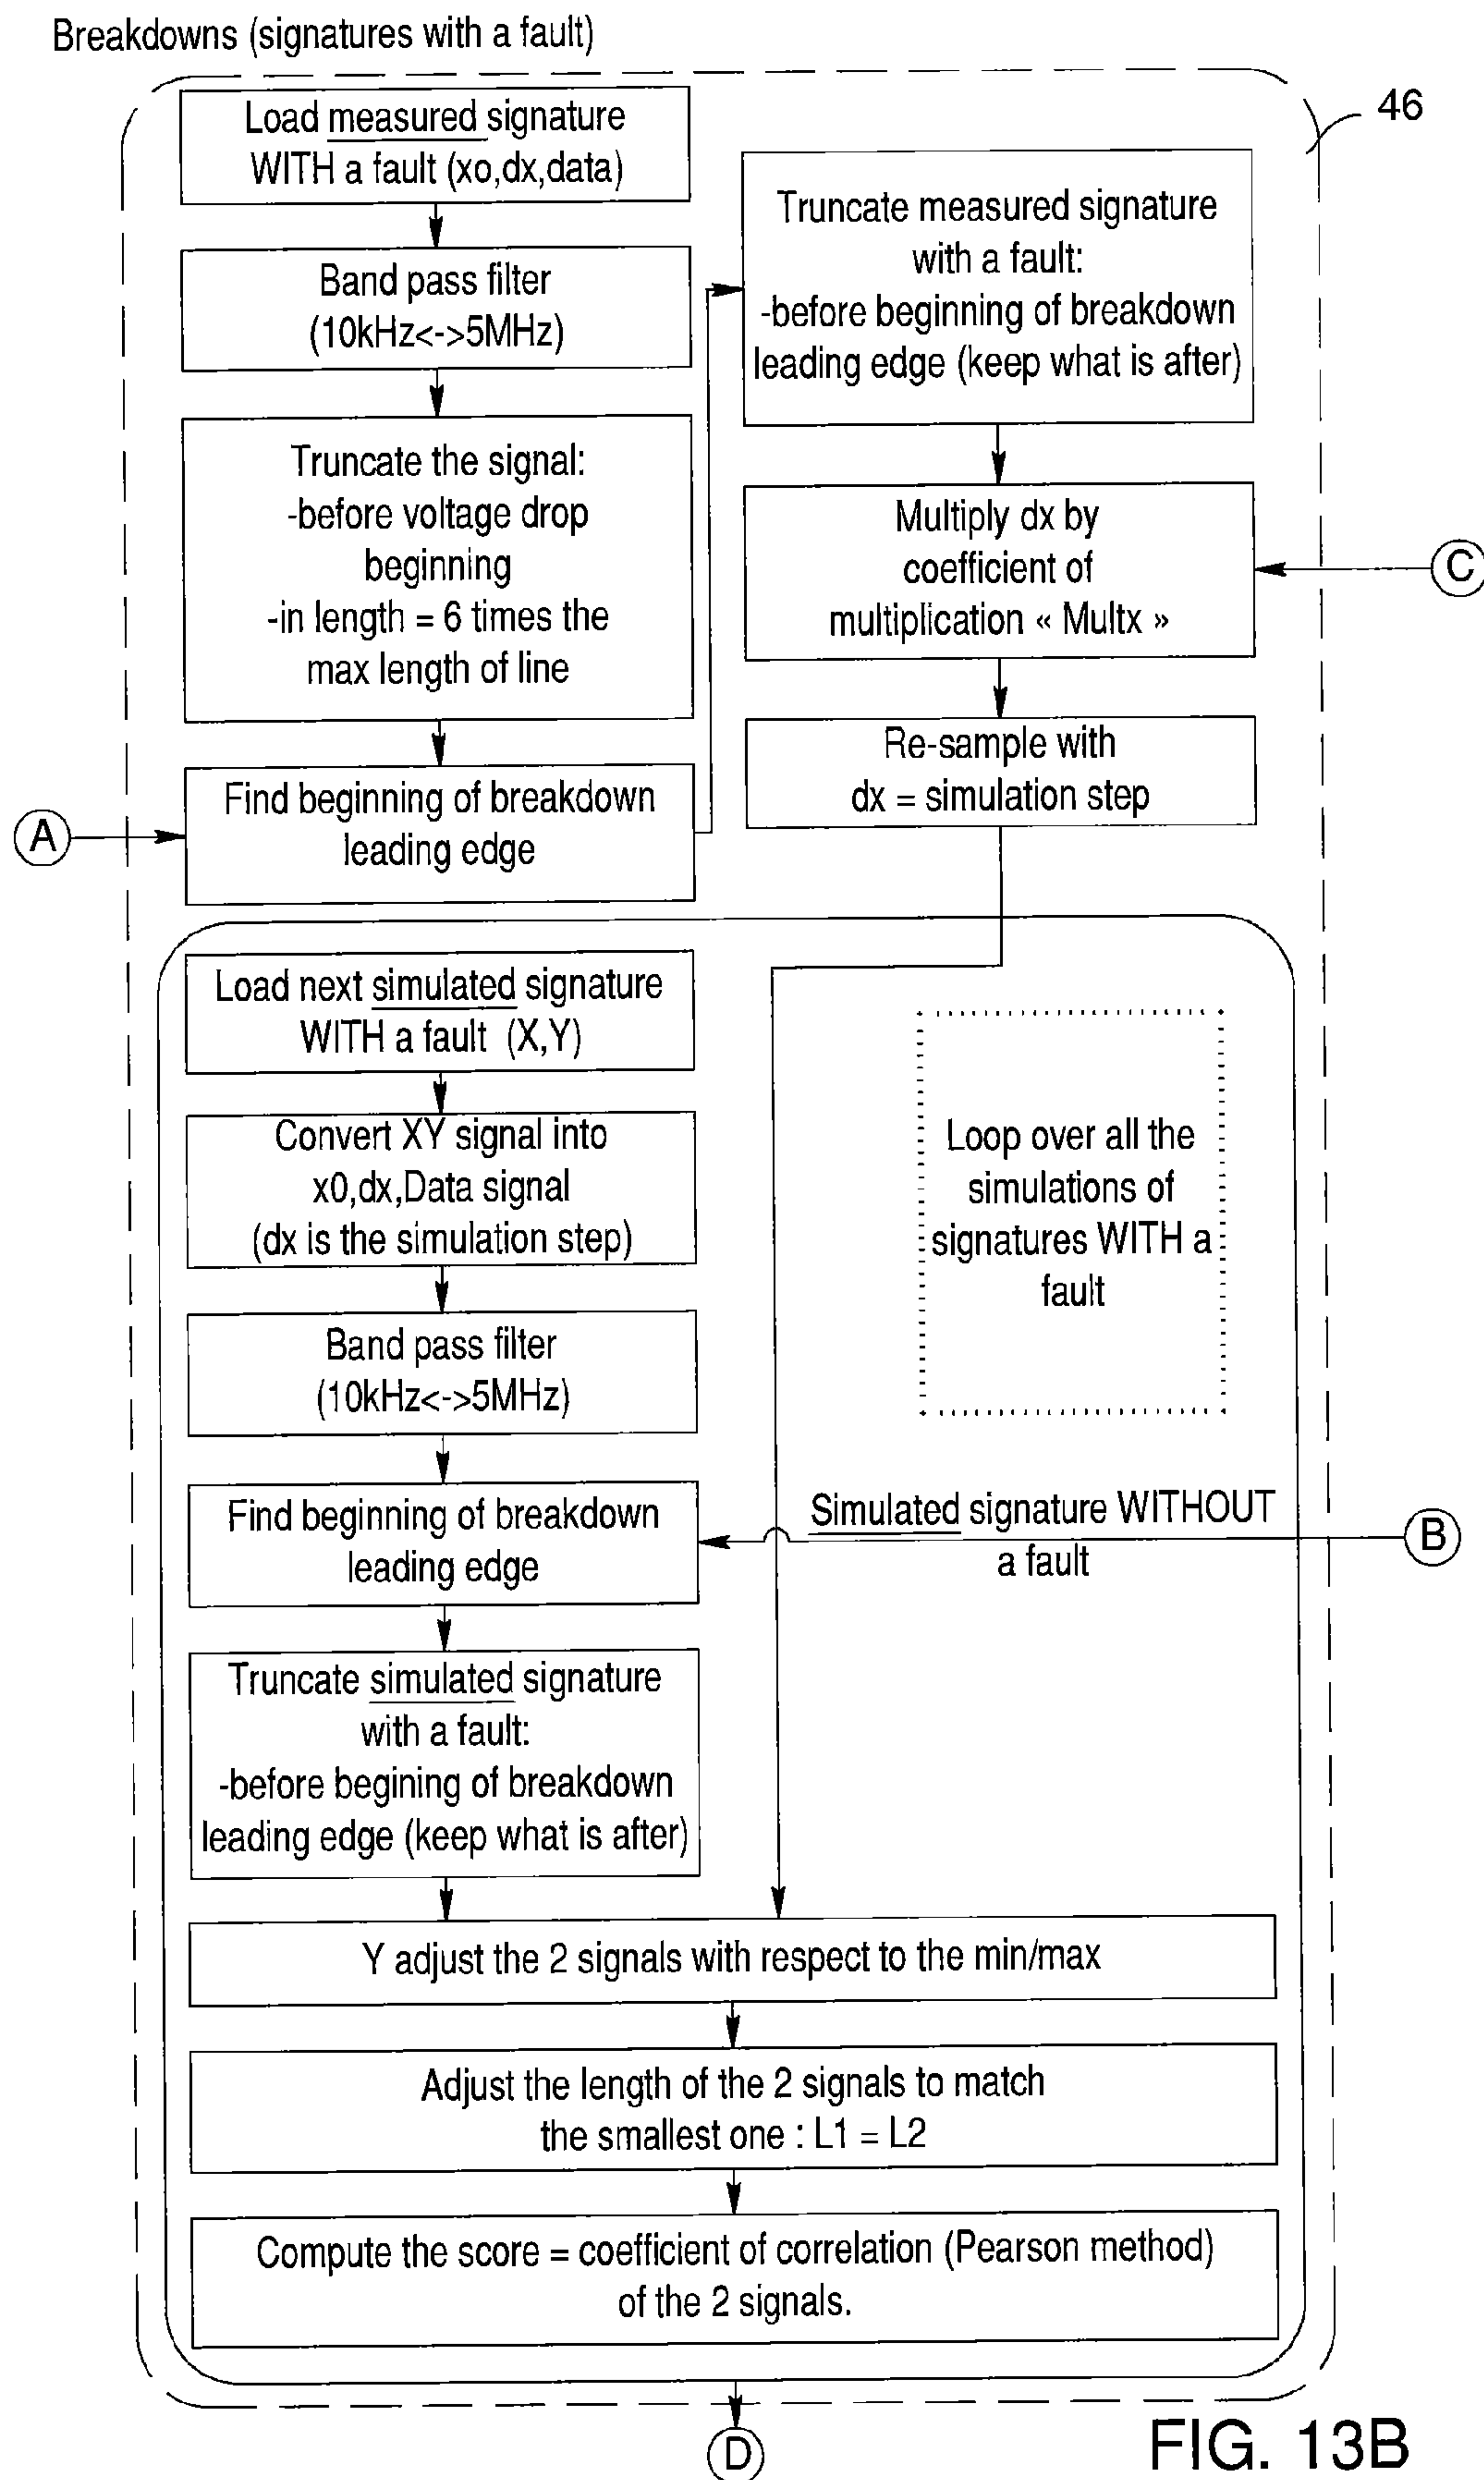 Breakdowns (signatures with a fault)
46
Load measured signature
WITH a fault (xo,dx,data)
Band pass filter
(10kHz<->5MHz)
Truncate the signal:
-before voltage drop
beginning
-in length = 6 times the
max length of line
A
Find beginning of breakdown
leading edge
Truncate measured signature
with a fault:
-before beginning of breakdown
leading edge (keep what is after)
Multiply dx by
coefficient of
multiplication « Multx »
C
Re-sample with
dx = simulation step
Load next simulated signature
WITH a fault (X,Y)
Convert XY signal into
x0,dx,Data signal
(dx is the simulation step)
Band pass filter
(10kHz<->5MHz)
Find beginning of breakdown
leading edge
Loop over all the
simulations of
signatures WITH a
fault
Simulated signature WITHOUT
a fault
B
Truncate simulated signature
with a fault:
-before begining of breakdown
leading edge (keep what is after)
Y adjust the 2 signals with respect to the min/max
Adjust the length of the 2 signals to match
the smallest one : L1 = L2
Compute the score = coefficient of correlation (Pearson method)
of the 2 signals.
D
FIG. 13B